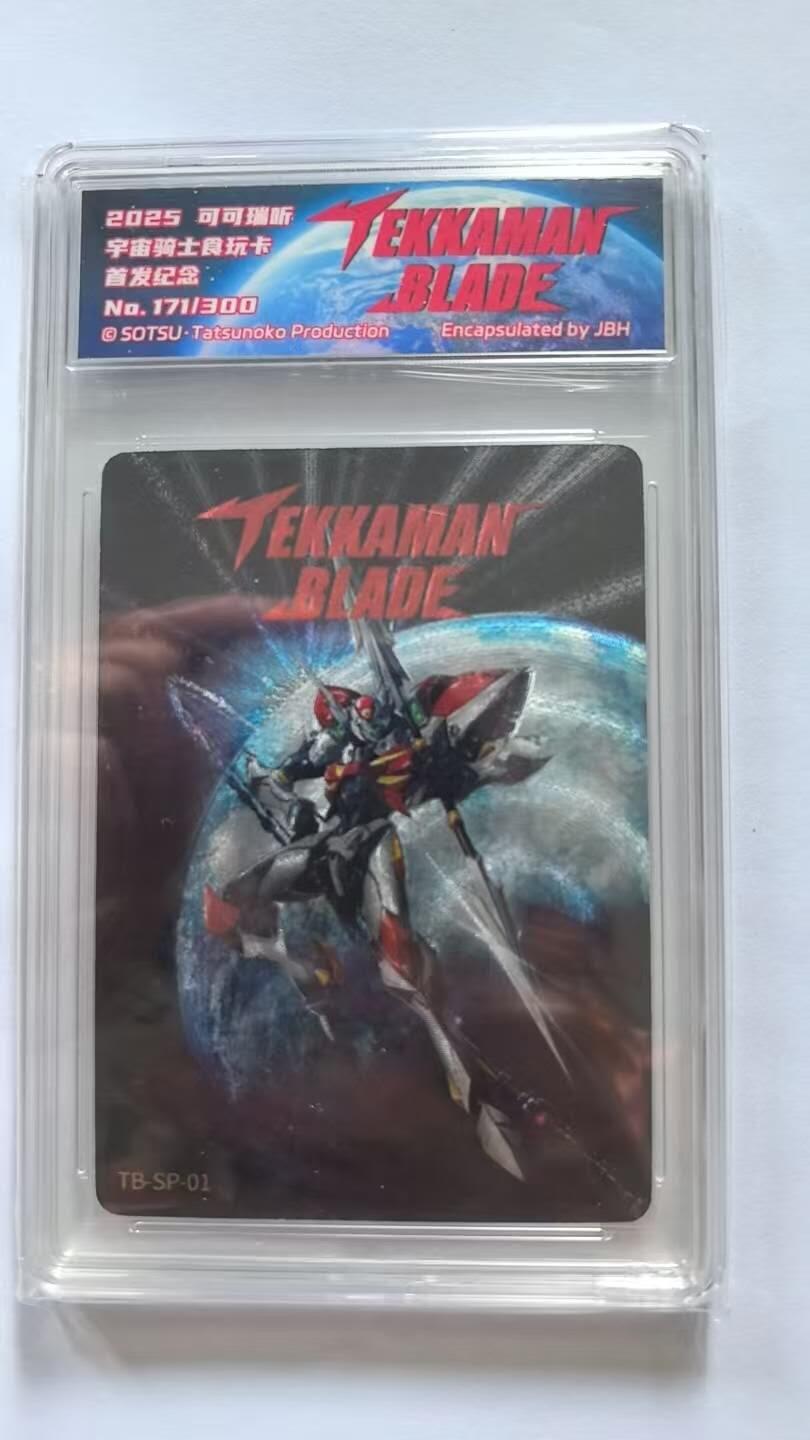 2025 可可瑞昕
宇宙骑士食玩卡
首发纪念
No. 171/300
TEKKAMAN
BLADE
© SOTSU·Tatsunoko Production
Encapsulated by JBH
TEKKAMAN
BLADE
TB-SP-01